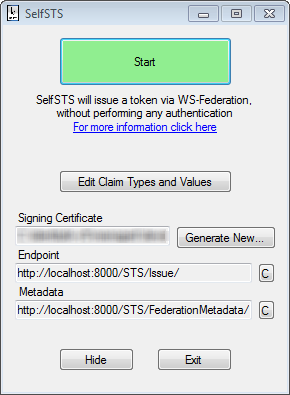 SelfSTS
Start
SelfSTS will issue a token via WS-Federation,
without performing any authentication
For more information click here
Edit Claim Types and Values
Signing Certificate
Generate New...
Endpoint
http://localhost:8000/STS/Issue/
C
Metadata
http://localhost:8000/STS/FederationMetadata/
C
Hide
Exit